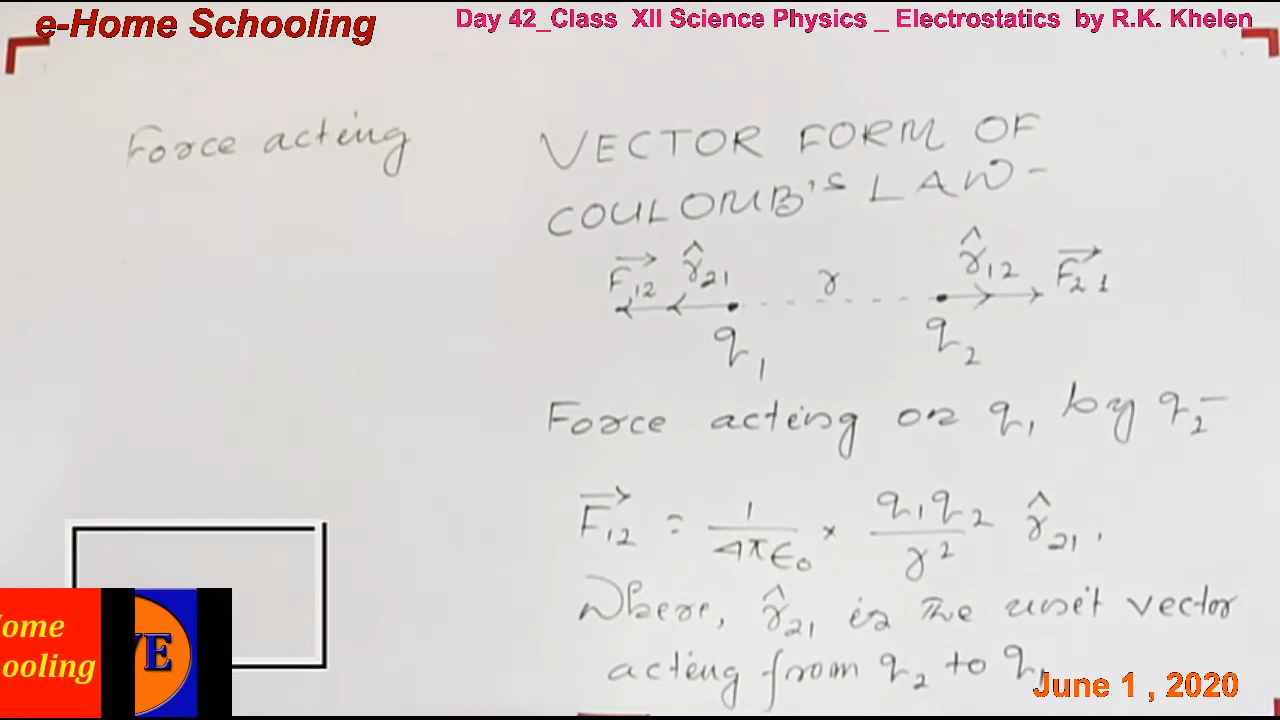 e-Home Schooling
Day 42_Class XII Science Physics _ Electrostatics by R.K. Khelen
Force acting
VECTOR FORM OF
COULOMB'S LAW -
F₁₂ r̂₂₁ r r̂₁₂ F₂₁
q₁ q₂
Force acting on q₁ by q₂ -
F₁₂ = 1/4πε₀ × q₁q₂/r² r̂₂₁.
Where, r̂₂₁ is the unit vector
acting from q₂ to q₁
ome
ooling
VE
June 1 , 2020